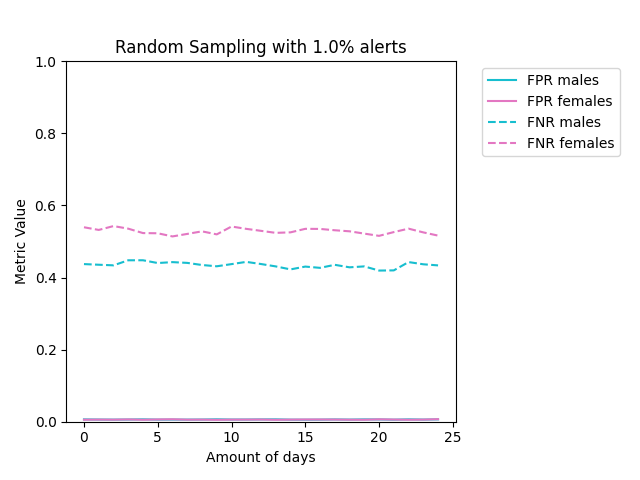 Random Sampling with 1.0% alerts
1.0
0.8
0.6
0.4
0.2
0.0
Metric Value
0 5 10 15 20 25
Amount of days
FPR males
FPR females
FNR males
FNR females